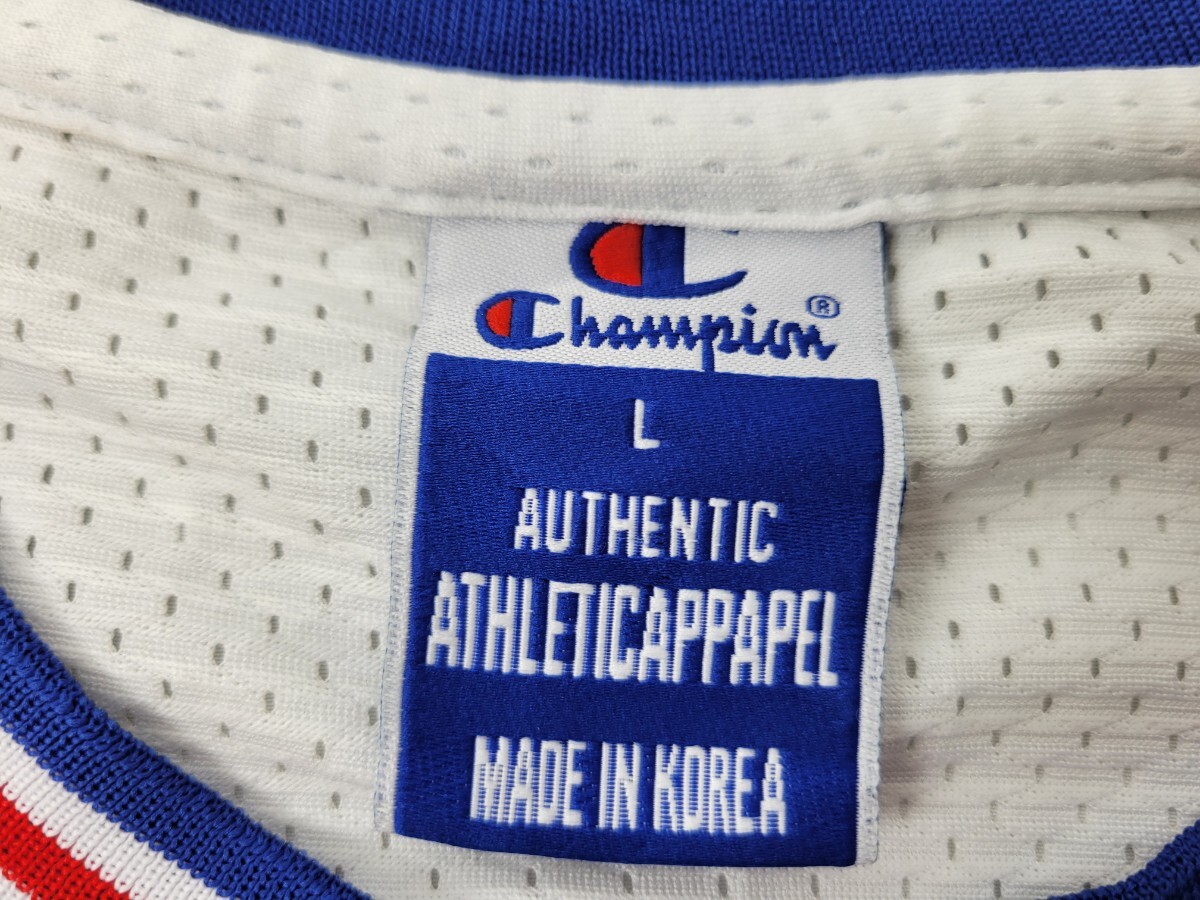 Champion®
L
AUTHENTIC
ATHLETICAPPAPEL
MADE IN KOREA